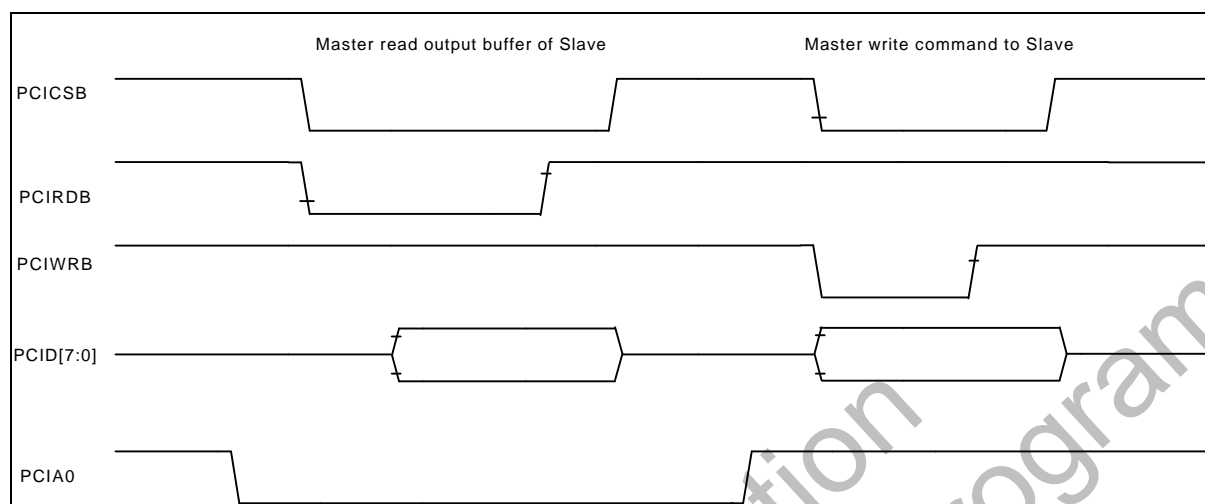 Master read output buffer of Slave
Master write command to Slave
PCICSB
PCIRDB
PCIWRB
PCID[7:0]
PCIA0